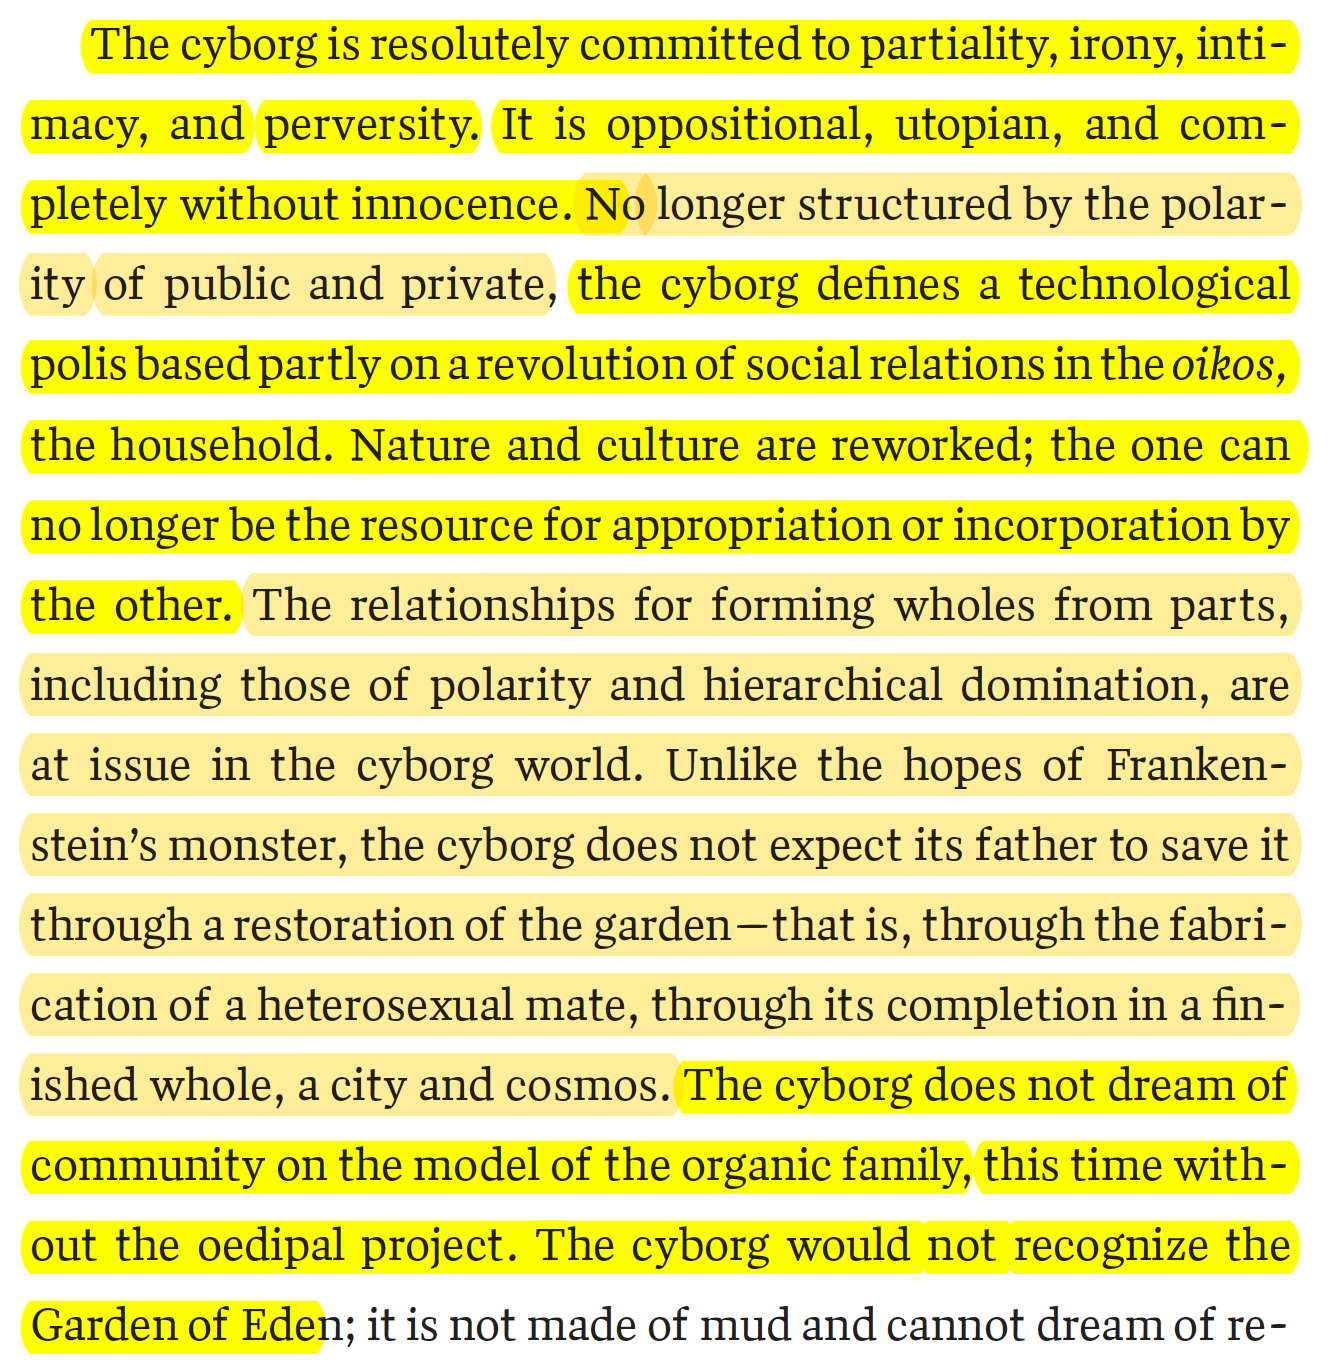 The cyborg is resolutely committed to partiality, irony, inti-
macy, and perversity. It is oppositional, utopian, and com-
pletely without innocence. No longer structured by the polar-
ity of public and private, the cyborg defines a technological
polis based partly on a revolution of social relations in the oikos,
the household. Nature and culture are reworked; the one can
no longer be the resource for appropriation or incorporation by
the other. The relationships for forming wholes from parts,
including those of polarity and hierarchical domination, are
at issue in the cyborg world. Unlike the hopes of Franken-
stein’s monster, the cyborg does not expect its father to save it
through a restoration of the garden—that is, through the fabri-
cation of a heterosexual mate, through its completion in a fin-
ished whole, a city and cosmos. The cyborg does not dream of
community on the model of the organic family, this time with-
out the oedipal project. The cyborg would not recognize the
Garden of Eden; it is not made of mud and cannot dream of re-